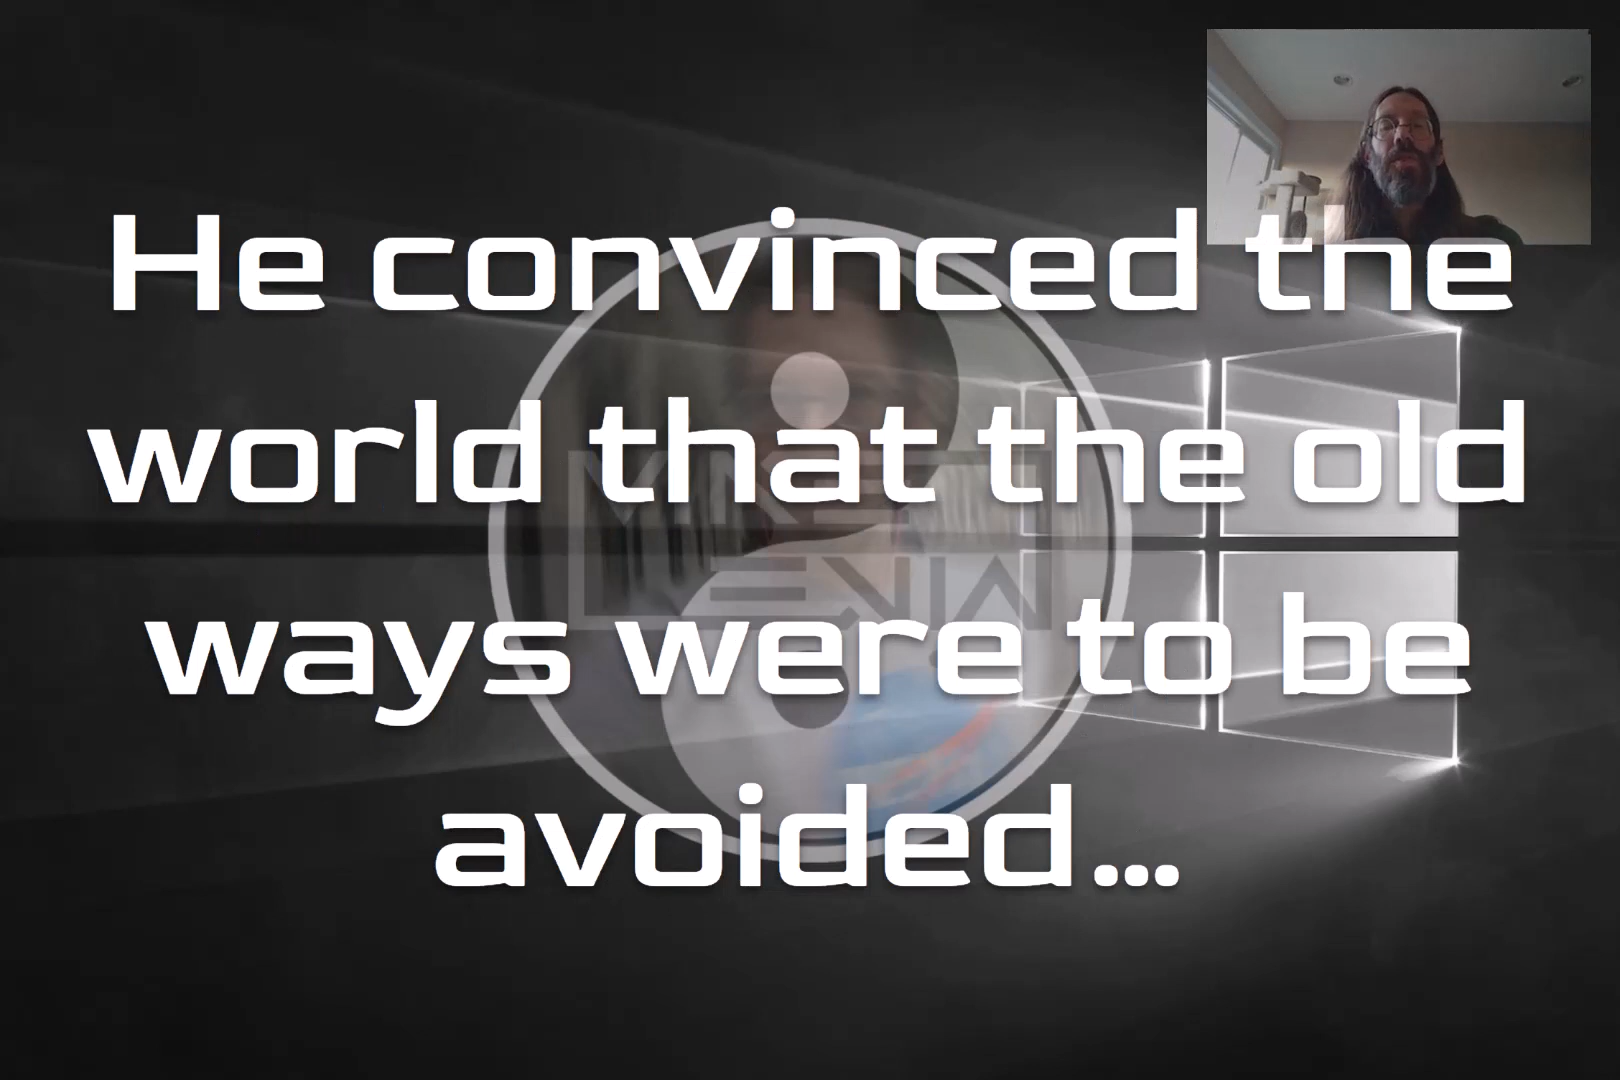 He convinced the
world that the old
ways were to be
avoided...